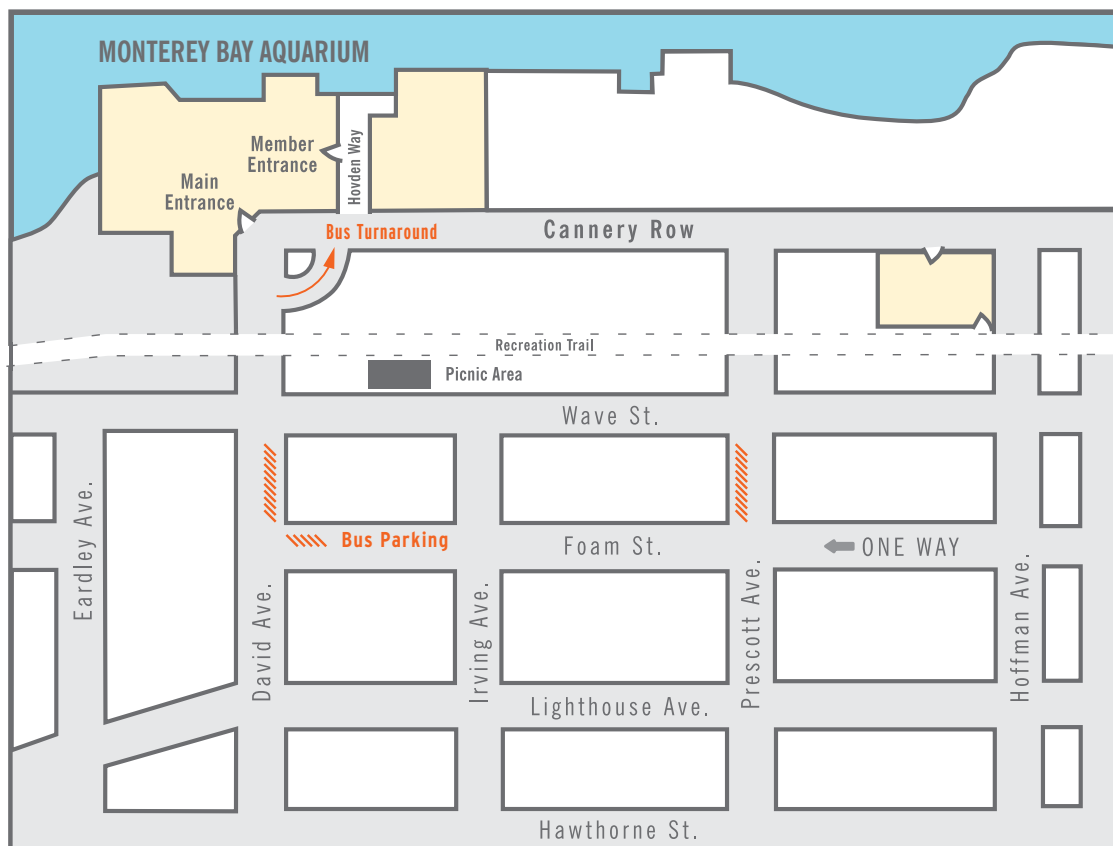 MONTEREY BAY AQUARIUM
Member
Entrance
Hovden Way
Main
Entrance
Bus Turnaround
Cannery Row
Recreation Trail
Picnic Area
Wave St.
Bus Parking
Foam St.
ONE WAY
Eardley Ave.
David Ave.
Irving Ave.
Prescott Ave.
Hoffman Ave.
Lighthouse Ave.
Hawthorne St.